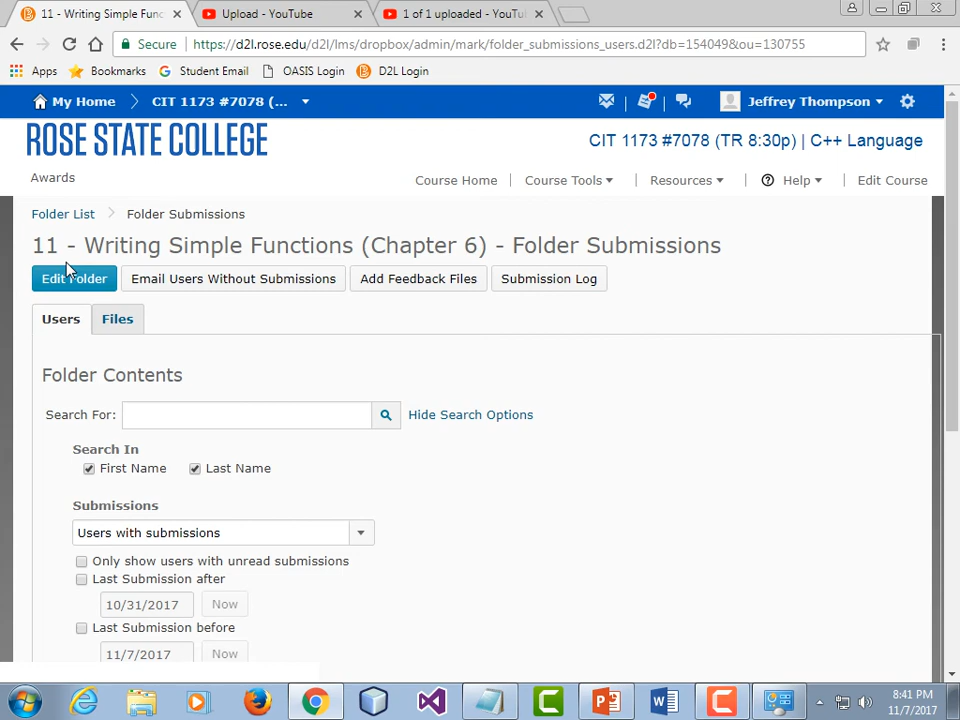 11 - Writing Simple Func
Upload - YouTube
1 of 1 uploaded - YouTu
Secure
https://d2l.rose.edu/d2l/lms/dropbox/admin/mark/folder_submissions_users.d2l?db=154049&ou=130755
Apps
Bookmarks
Student Email
OASIS Login
D2L Login
My Home
CIT 1173 #7078 (...
Jeffrey Thompson
ROSE STATE COLLEGE
CIT 1173 #7078 (TR 8:30p) | C++ Language
Awards
Course Home
Course Tools
Resources
Help
Edit Course
Folder List
Folder Submissions
11 - Writing Simple Functions (Chapter 6) - Folder Submissions
Edit Folder
Email Users Without Submissions
Add Feedback Files
Submission Log
Users
Files
Folder Contents
Search For:
Hide Search Options
Search In
First Name
Last Name
Submissions
Users with submissions
Only show users with unread submissions
Last Submission after
10/31/2017
Now
Last Submission before
11/7/2017
Now
8:41 PM
11/7/2017